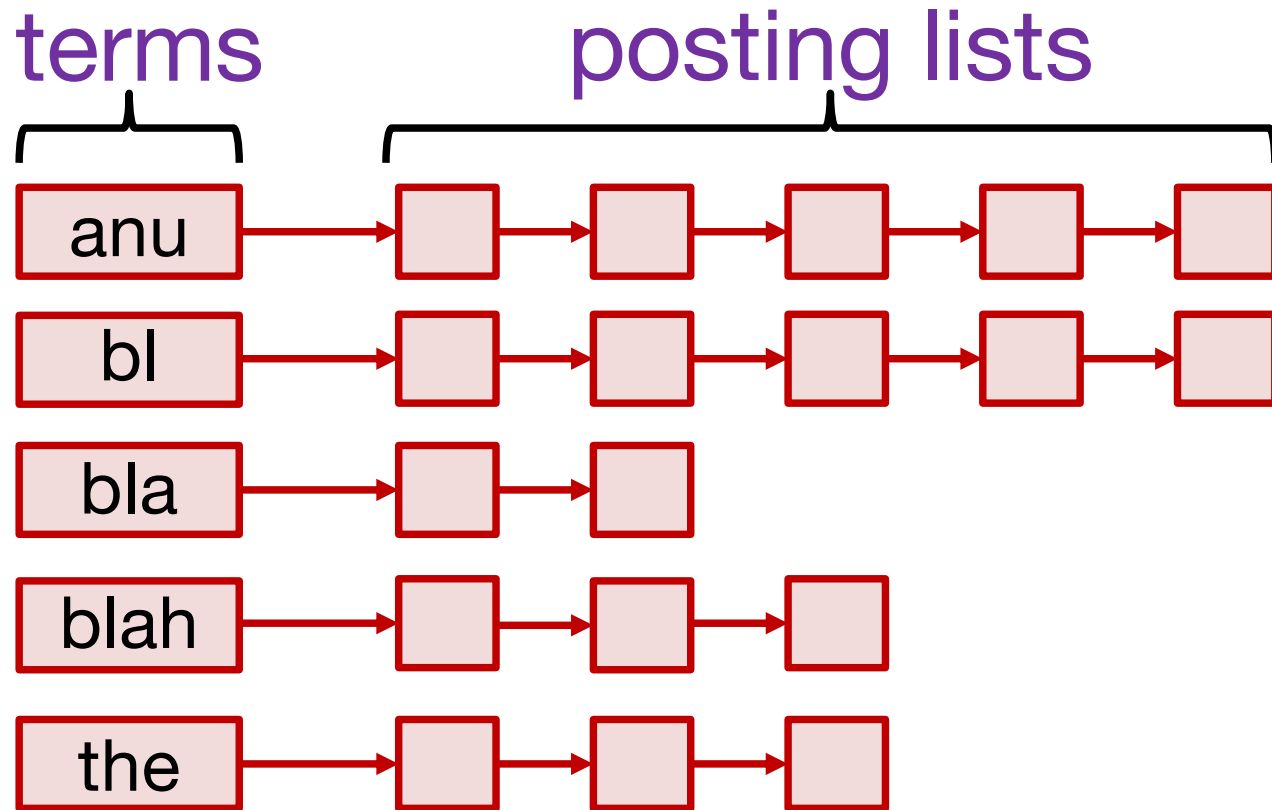 terms posting lists
anu
bl
bla
blah
the